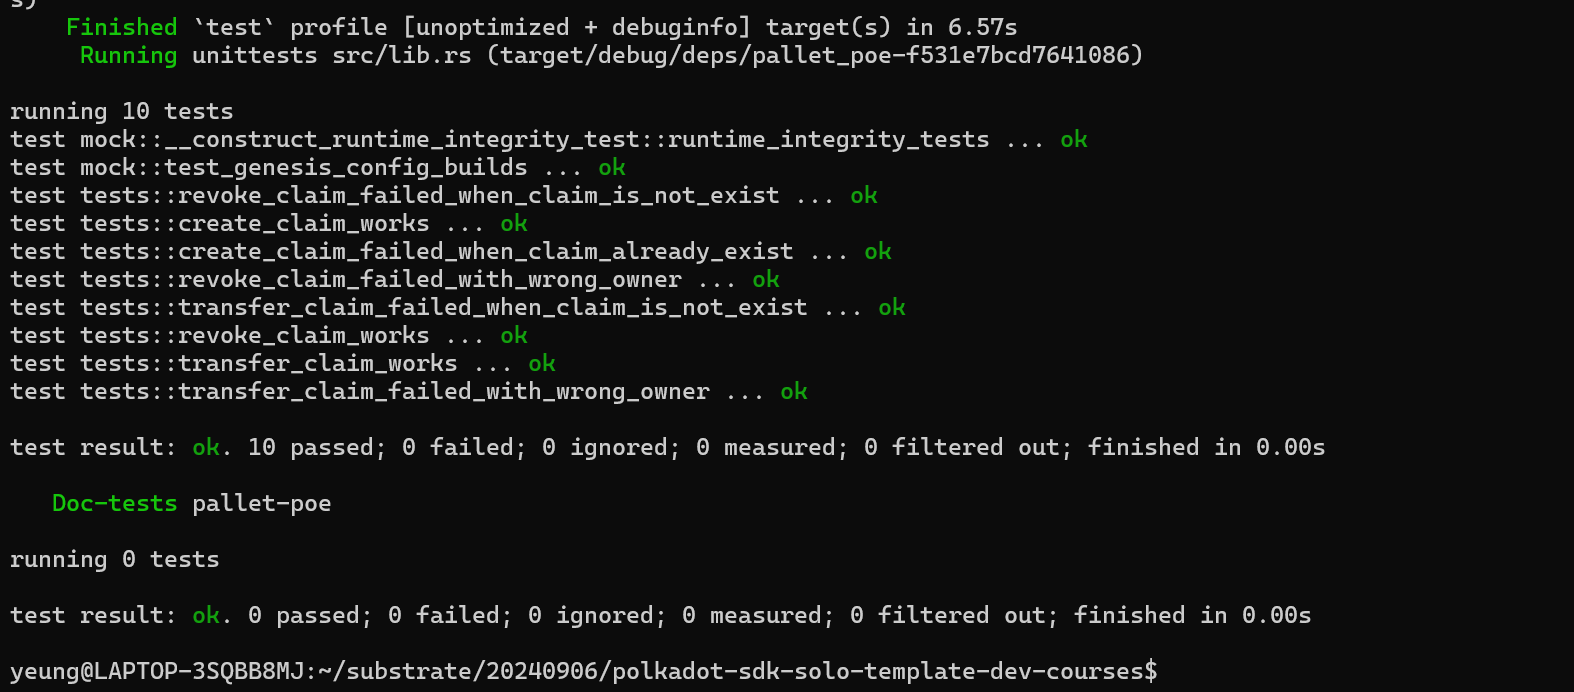 s)
Finished `test` profile [unoptimized + debuginfo] target(s) in 6.57s
Running unittests src/lib.rs (target/debug/deps/pallet_poe-f531e7bcd7641086)
running 10 tests
test mock::__construct_runtime_integrity_test::runtime_integrity_tests ... ok
test mock::test_genesis_config_builds ... ok
test tests::revoke_claim_failed_when_claim_is_not_exist ... ok
test tests::create_claim_works ... ok
test tests::create_claim_failed_when_claim_already_exist ... ok
test tests::revoke_claim_failed_with_wrong_owner ... ok
test tests::transfer_claim_failed_when_claim_is_not_exist ... ok
test tests::revoke_claim_works ... ok
test tests::transfer_claim_works ... ok
test tests::transfer_claim_failed_with_wrong_owner ... ok
test result: ok. 10 passed; 0 failed; 0 ignored; 0 measured; 0 filtered out; finished in 0.00s
Doc-tests pallet-poe
running 0 tests
test result: ok. 0 passed; 0 failed; 0 ignored; 0 measured; 0 filtered out; finished in 0.00s
yeung@LAPTOP-3SQBB8MJ:~/substrate/20240906/polkadot-sdk-solo-template-dev-courses$